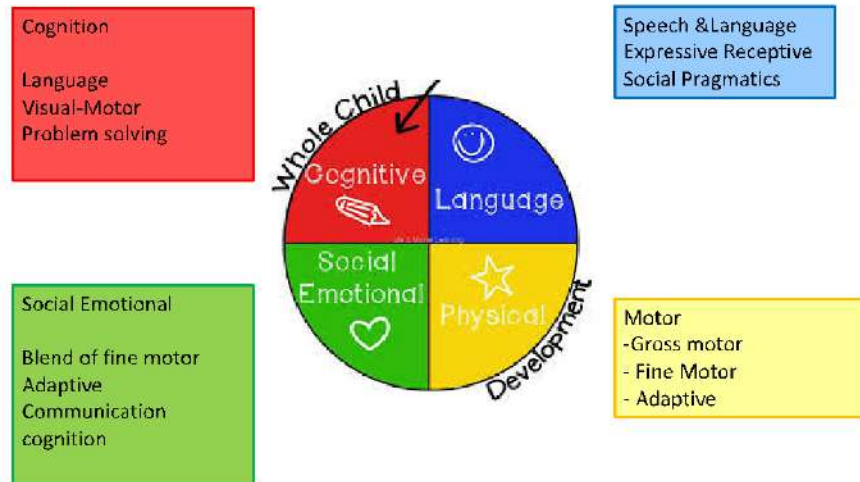 Cognition
Language
Visual-Motor
Problem solving
Speech &Language
Expressive Receptive
Social Pragmatics
Whole Child
Cognitive
Language
Social
Emotional
Physical
Development
Social Emotional
Blend of fine motor
Adaptive
Communication
cognition
Motor
-Gross motor
- Fine Motor
- Adaptive